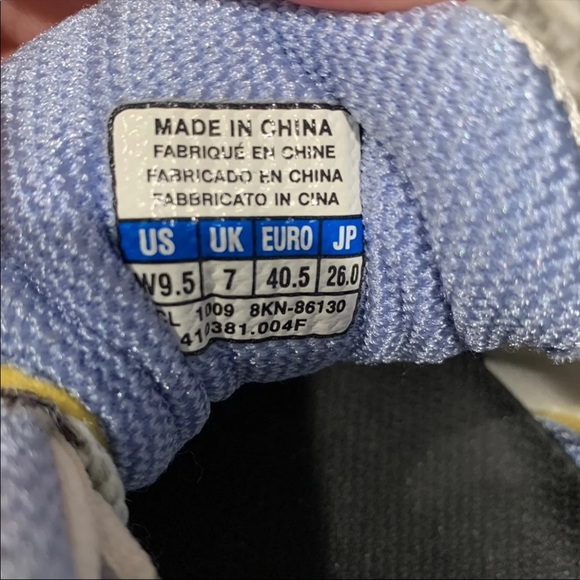 MADE IN CHINA
FABRIQUÉ EN CHINE
FABRICADO EN CHINA
FABBRICATO IN CINA
US UK EURO JP
W9.5 7 40.5 26.0
1009 8KN-86130
410381.004F